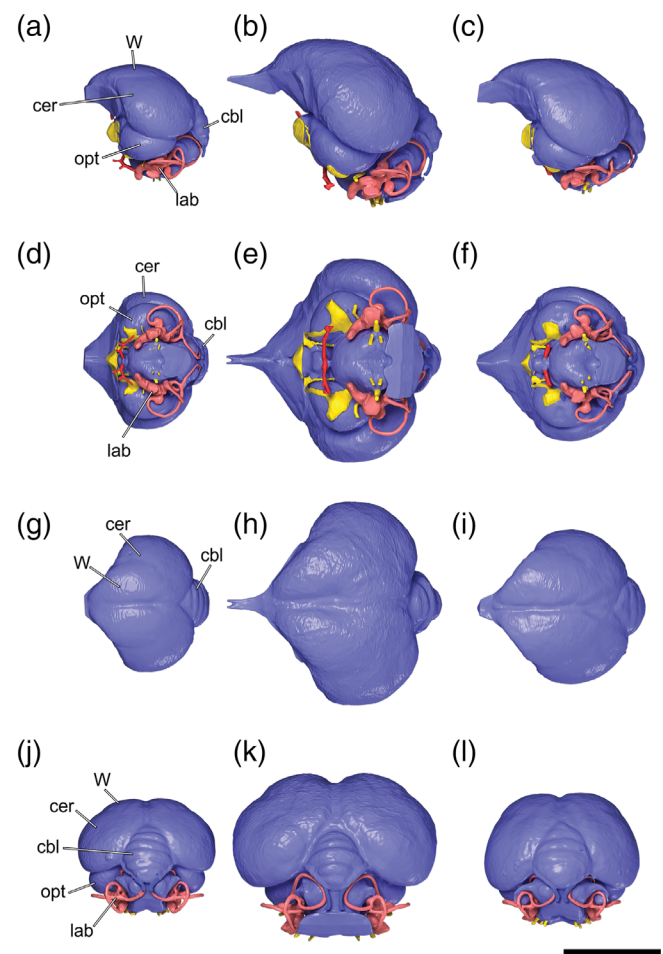 (a) (b) (c)
W
cer
cbl
opt
lab
(d) (e) (f)
cer
opt
cbl
lab
(g) (h) (i)
cer
cbl
W
(j) (k) (l)
W
cer
cbl
opt
lab